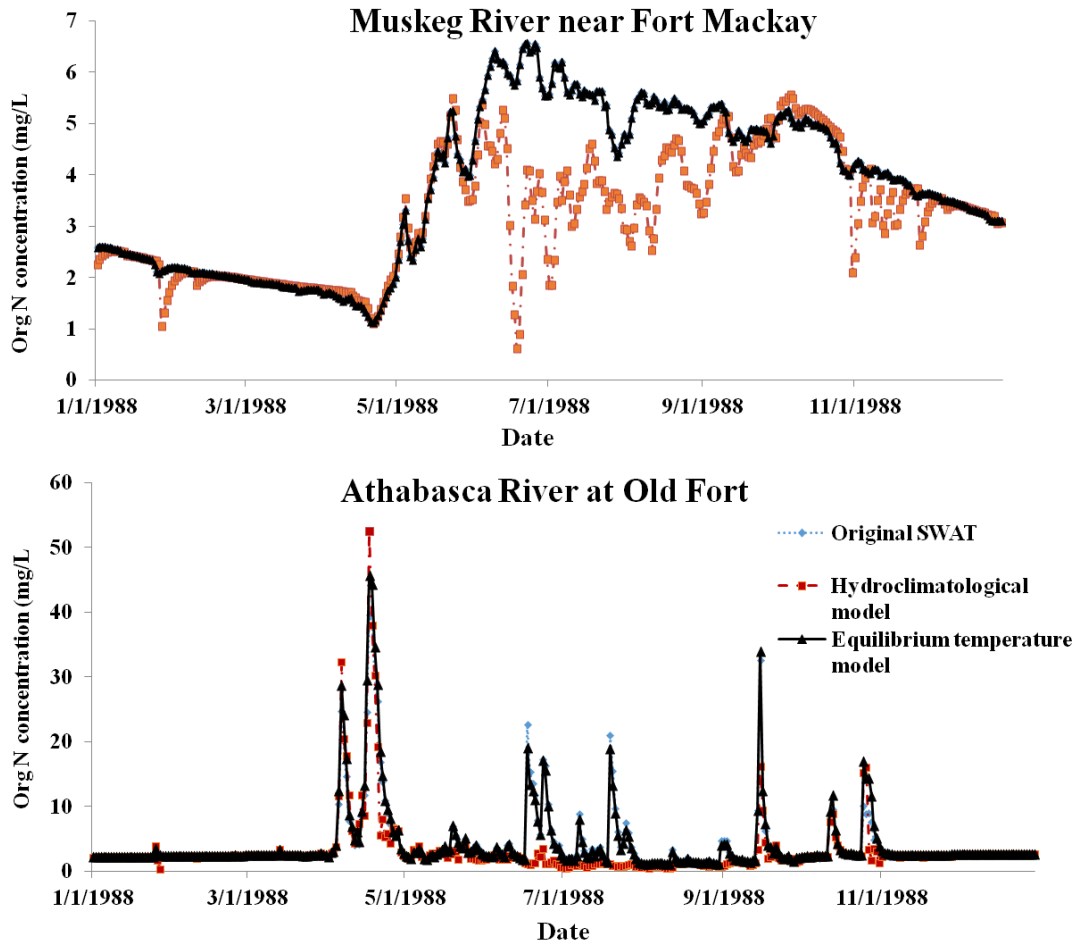 Muskeg River near Fort Mackay
7
6
5
4
3
2
1
0
Org N concentration (mg/L
1/1/1988 3/1/1988 5/1/1988 7/1/1988 9/1/1988 11/1/1988
Date
Athabasca River at Old Fort
60
50
40
30
20
10
0
Org N concentration (mg/L
Original SWAT
Hydroclimatological
model
Equilibrium temperature
model
1/1/1988 3/1/1988 5/1/1988 7/1/1988 9/1/1988 11/1/1988
Date